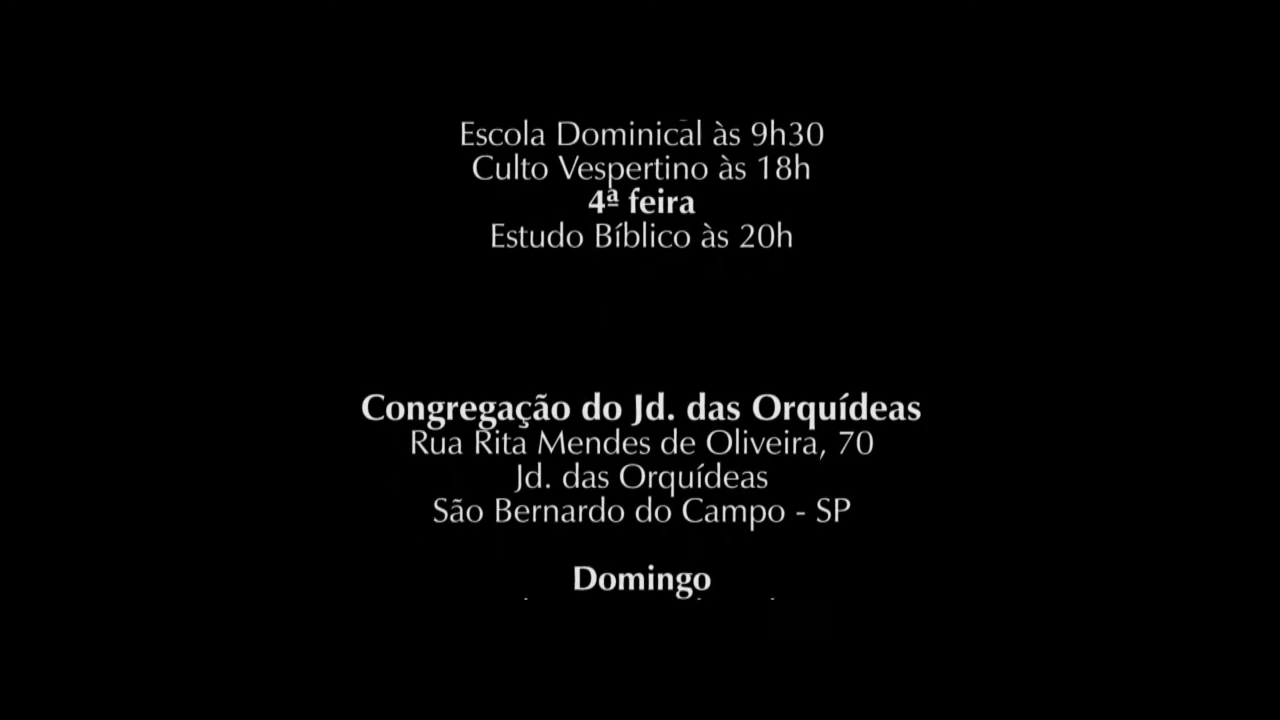 Escola Dominical às 9h30
Culto Vespertino às 18h
4ª feira
Estudo Bíblico às 20h
Congregação do Jd. das Orquídeas
Rua Rita Mendes de Oliveira, 70
Jd. das Orquídeas
São Bernardo do Campo - SP
Domingo